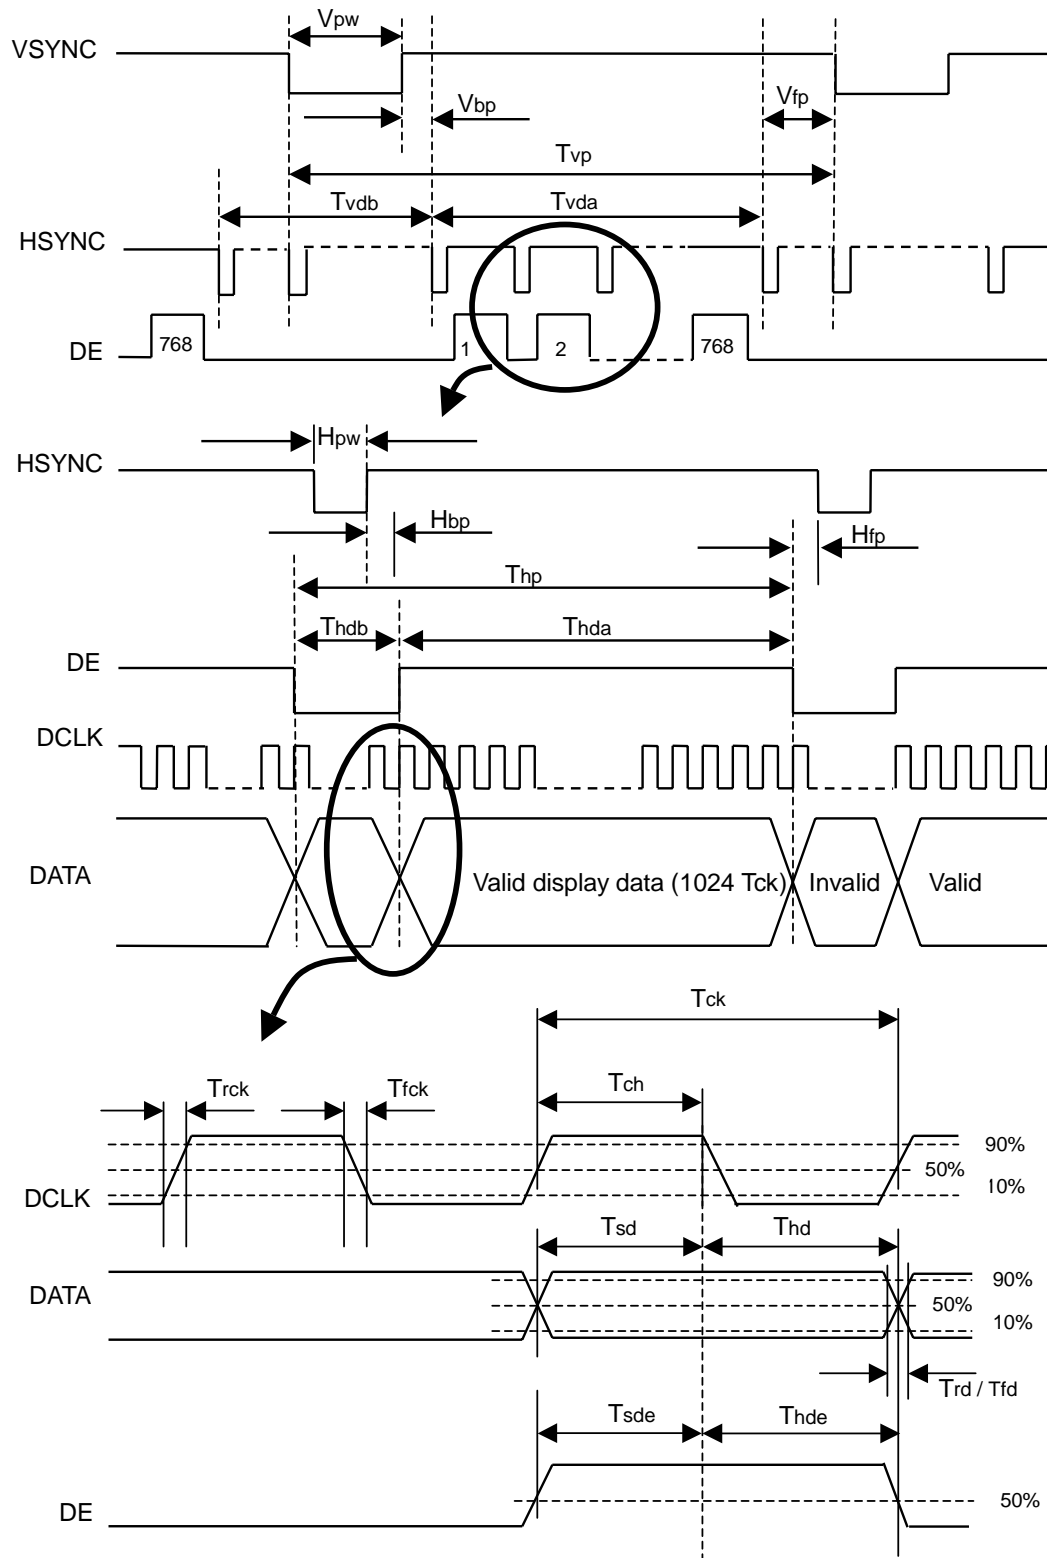 Vpw
VSYNC
Vbp
Vfp
Tvp
Tvdb
Tvda
HSYNC
DE
768
1
2
768
Hpw
HSYNC
Hbp
Hfp
Thp
Thdb
Thda
DE
DCLK
DATA
Valid display data (1024 Tck)
Invalid
Valid
Tck
Trck
Tfck
Tch
90%
50%
10%
DCLK
Tsd
Thd
DATA
90%
50%
10%
Trd / Tfd
Tsde
Thde
DE
50%